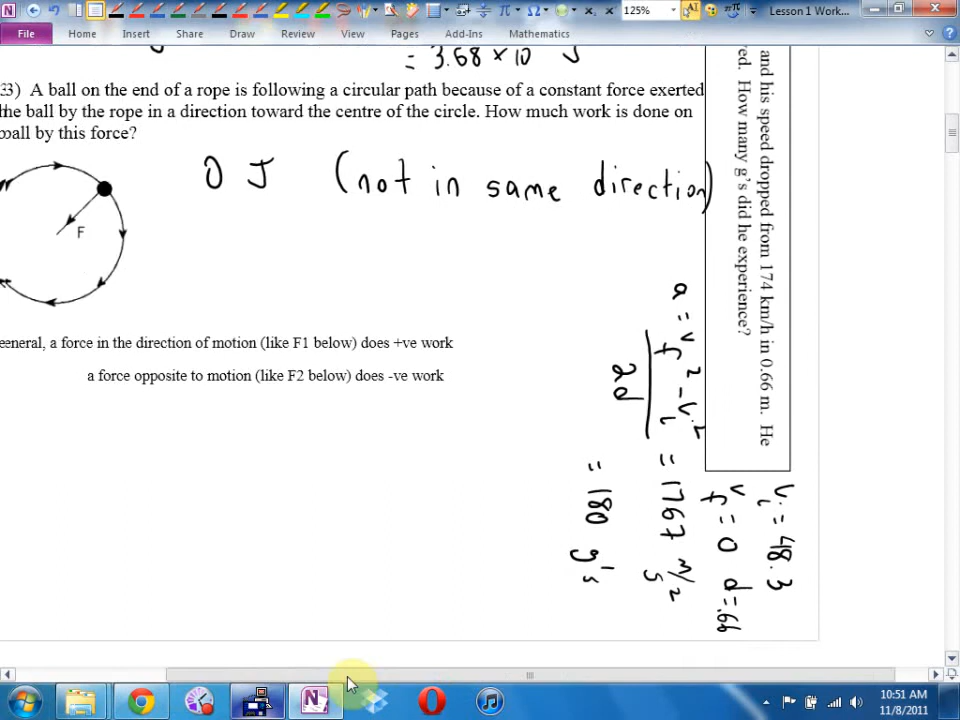 125%
Lesson 1 Work...
File Home Insert Share Draw Review View Pages Add-Ins Mathematics
= 3.68 × 10 J
33) A ball on the end of a rope is following a circular path because of a constant force exerted
the ball by the rope in a direction toward the centre of the circle. How much work is done on
ball by this force?
0 J (not in same direction)
F
eneral, a force in the direction of motion (like F1 below) does +ve work
a force opposite to motion (like F2 below) does -ve work
and his speed dropped from 174 km/h in 0.66 m. He
ed. How many g's did he experience?
vi = 48.3
vf = 0 d = .66
a = vf² - vi² / 2d = 1767 m/s²
= 180 g's
10:51 AM
11/8/2011